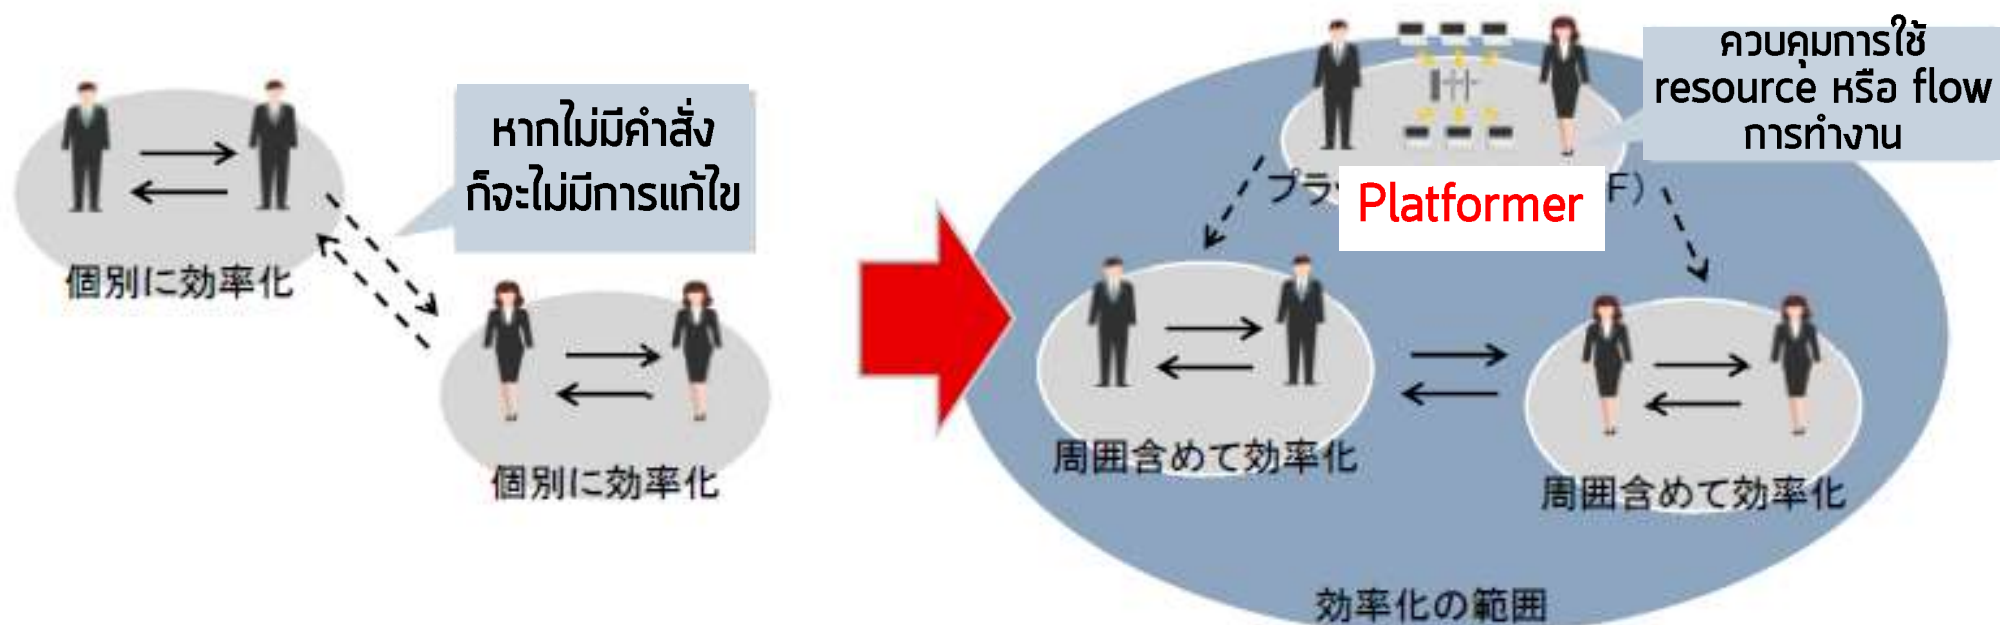 หากไม่มีคำสั่ง
ก็จะไม่มีการแก้ไข
個別に効率化
個別に効率化
ควบคุมการใช้
resource หรือ flow
การทำงาน
プラ
Platformer
F)
周囲含めて効率化
周囲含めて効率化
効率化の範囲